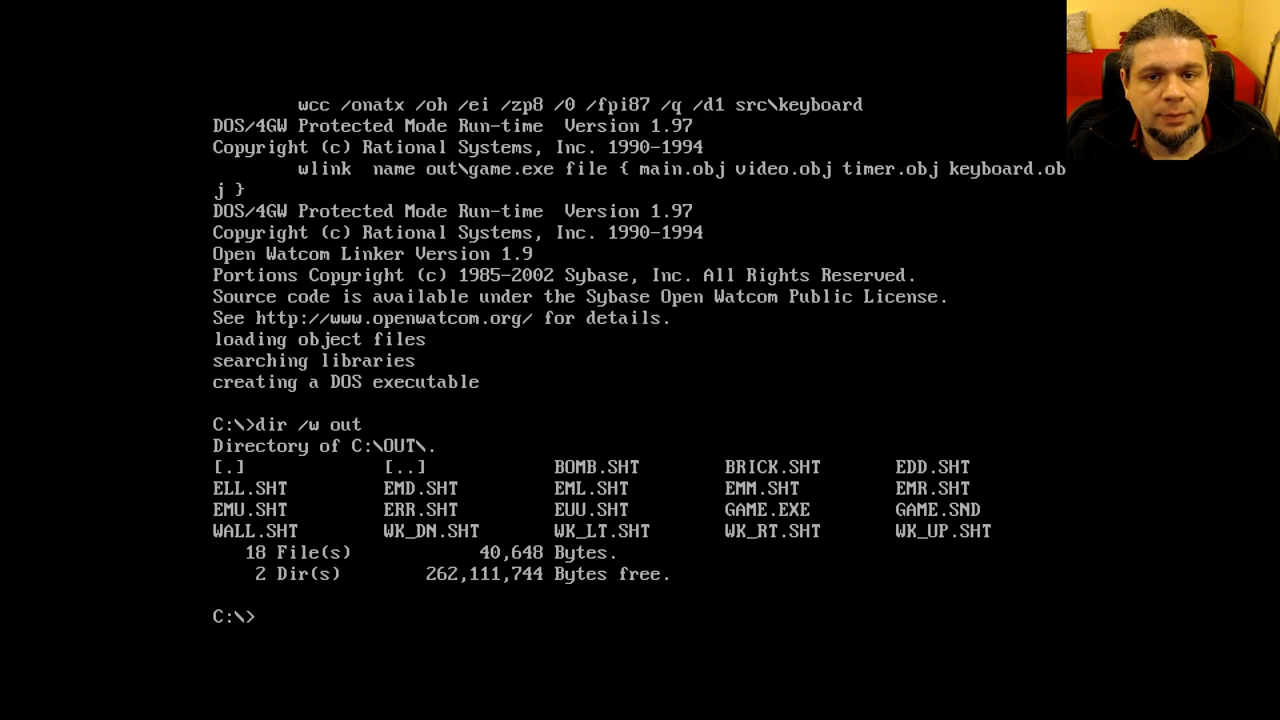 wcc /onatx /oh /ei /zp8 /0 /fpi87 /q /d1 src\keyboard
DOS/4GW Protected Mode Run-time  Version 1.97
Copyright (c) Rational Systems, Inc. 1990-1994
wlink  name out\game.exe file { main.obj video.obj timer.obj keyboard.ob
j }
DOS/4GW Protected Mode Run-time  Version 1.97
Copyright (c) Rational Systems, Inc. 1990-1994
Open Watcom Linker Version 1.9
Portions Copyright (c) 1985-2002 Sybase, Inc. All Rights Reserved.
Source code is available under the Sybase Open Watcom Public License.
See http://www.openwatcom.org/ for details.
loading object files
searching libraries
creating a DOS executable
C:\>dir /w out
Directory of C:\OUT\.
[.] [..] BOMB.SHT BRICK.SHT EDD.SHT
ELL.SHT EMD.SHT EML.SHT EMM.SHT EMR.SHT
EMU.SHT ERR.SHT EUU.SHT GAME.EXE GAME.SND
WALL.SHT WK_DN.SHT WK_LT.SHT WK_RT.SHT WK_UP.SHT
18 File(s) 40,648 Bytes.
2 Dir(s) 262,111,744 Bytes free.
C:\>